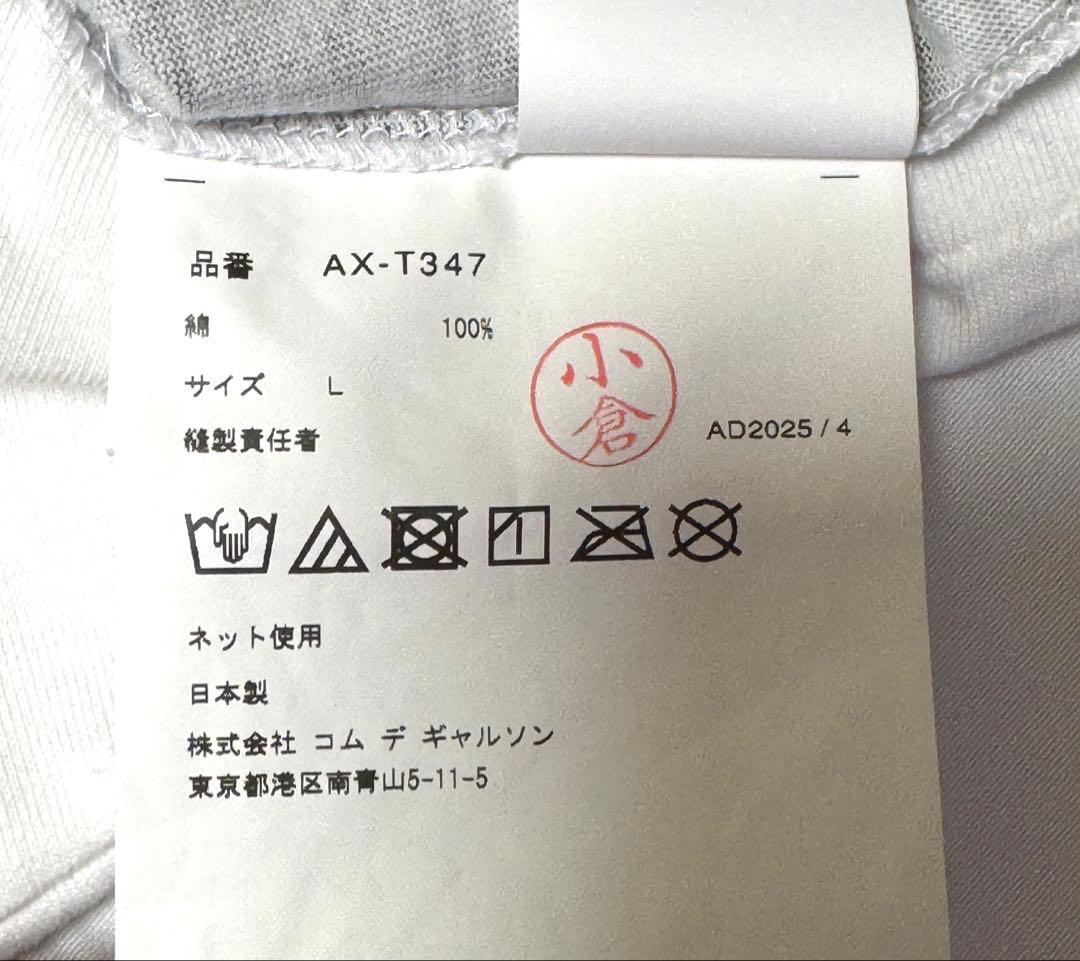 品番 AX-T347
綿 100%
サイズ L
縫製責任者 小倉 AD2025/4
ネット使用
日本製
株式会社 コム デ ギャルソン
東京都港区南青山5-11-5